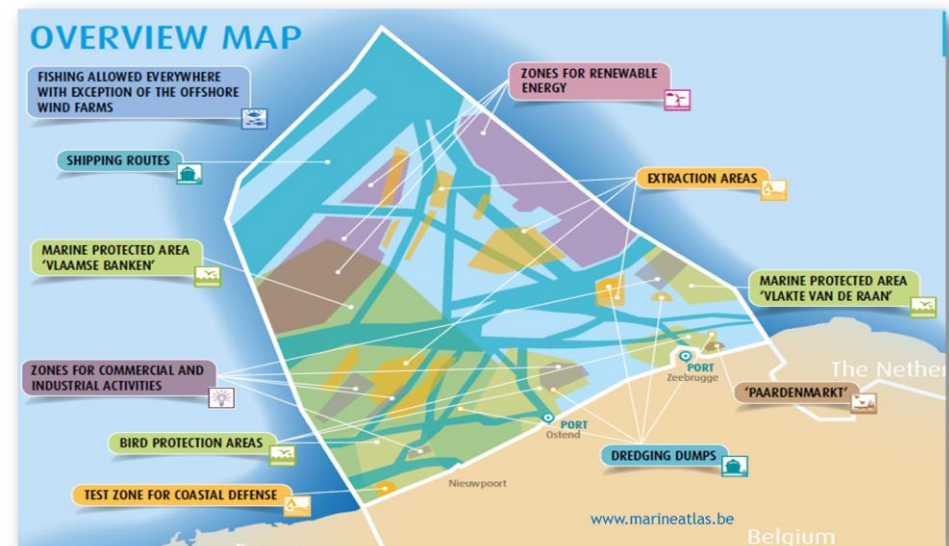 OVERVIEW MAP
FISHING ALLOWED EVERYWHERE
WITH EXCEPTION OF THE OFFSHORE
WIND FARMS
ZONES FOR RENEWABLE
ENERGY
SHIPPING ROUTES
EXTRACTION AREAS
MARINE PROTECTED AREA
'VLAAMSE BANKEN'
MARINE PROTECTED AREA
'VLAKTE VAN DE RAAN'
ZONES FOR COMMERCIAL AND
INDUSTRIAL ACTIVITIES
PORT
Zeebrugge
The Nether
'PAARDENMARKT'
BIRD PROTECTION AREAS
PORT
Ostend
DREDGING DUMPS
Nieuwpoort
TEST ZONE FOR COASTAL DEFENSE
www.marineatlas.be
Belgium